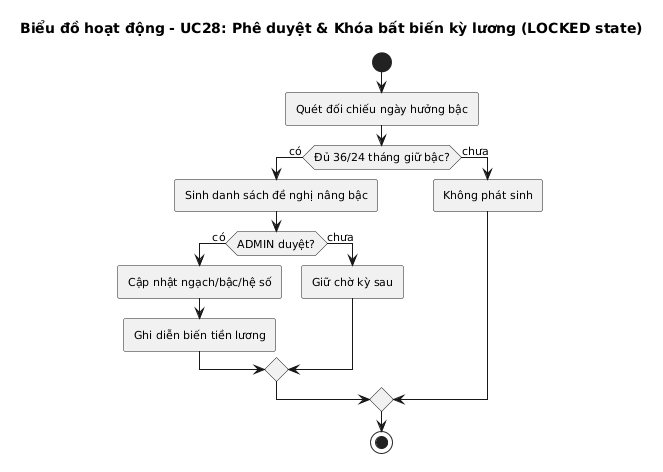 Biểu đồ hoạt động - UC28: Phê duyệt & Khóa bất biến kỳ lương (LOCKED state)
Quét đối chiếu ngày hưởng bậc
có
Đủ 36/24 tháng giữ bậc?
chưa
Sinh danh sách đề nghị nâng bậc
Không phát sinh
có
ADMIN duyệt?
chưa
Cập nhật ngạch/bậc/hệ số
Giữ chờ kỳ sau
Ghi diễn biến tiền lương